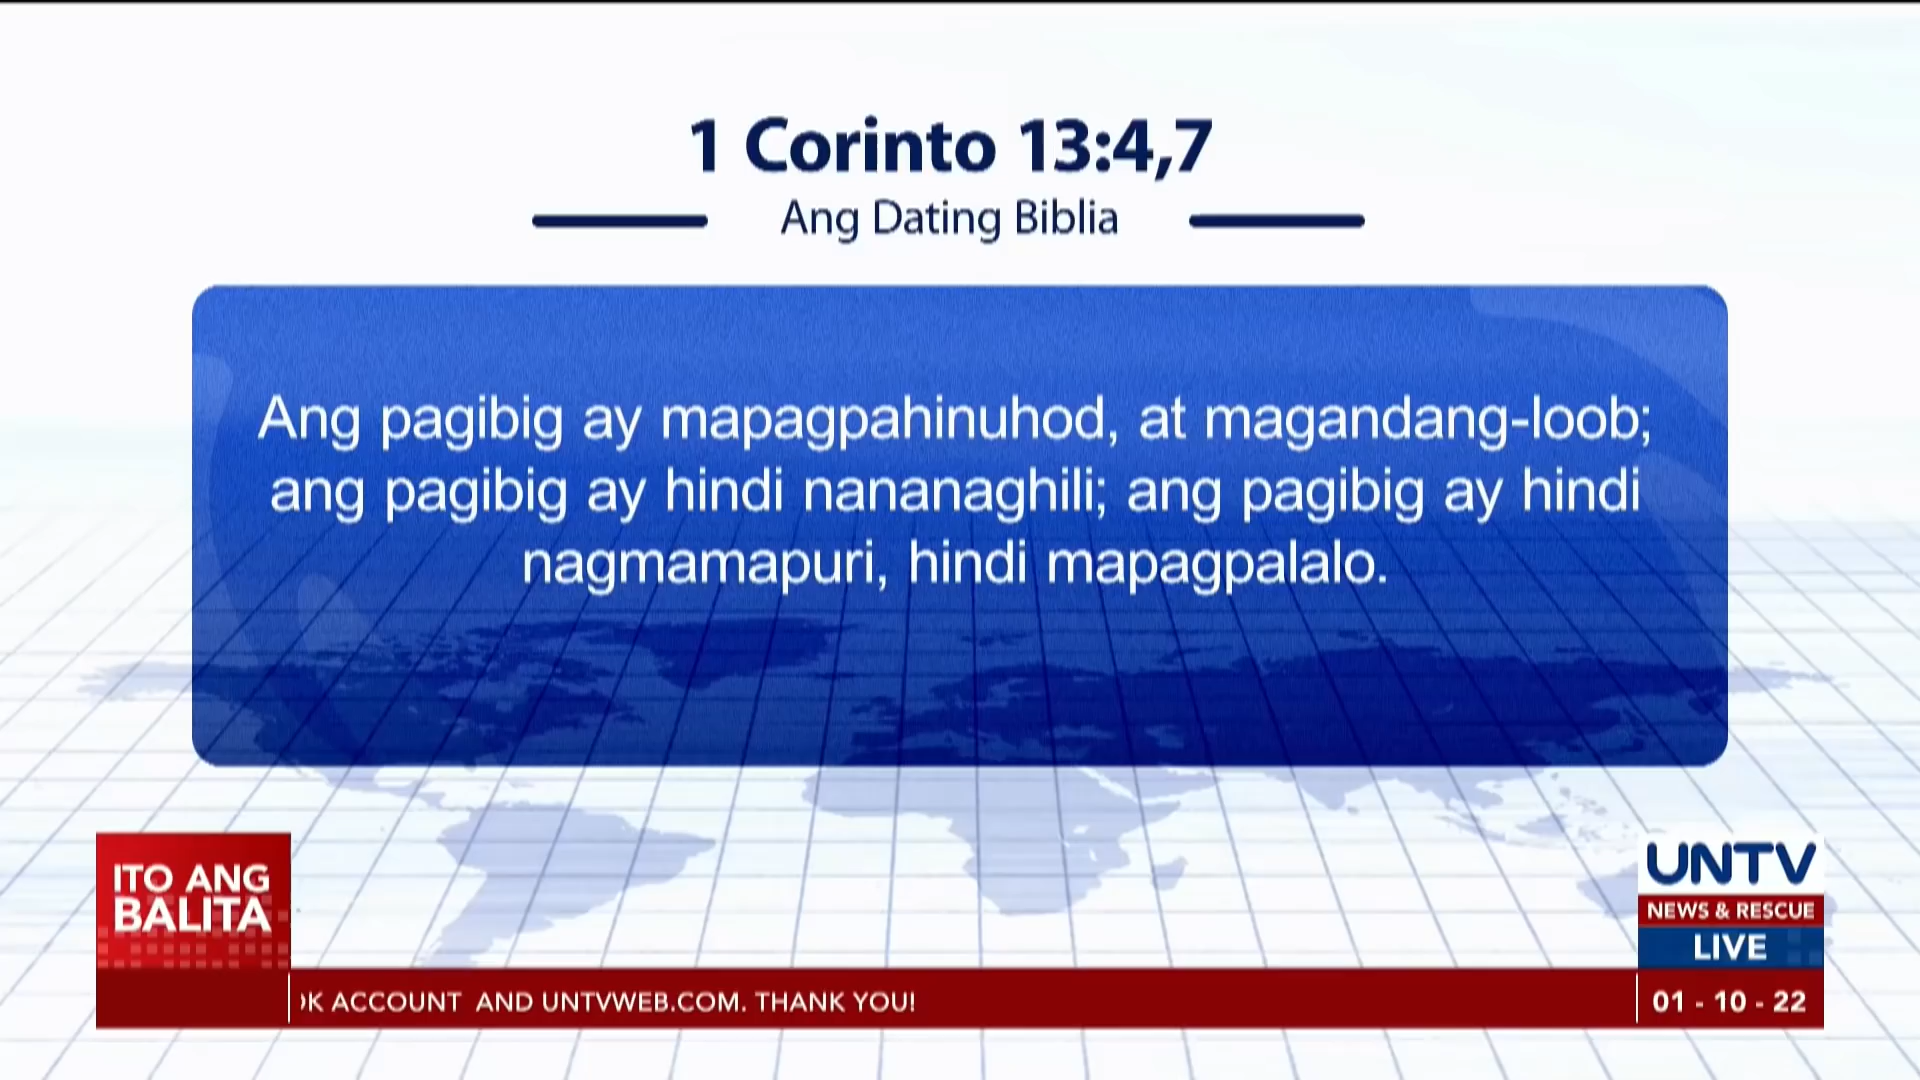 1 Corinto 13:4,7
Ang Dating Biblia
Ang pagibig ay mapagpahinuhod, at magandang-loob;
ang pagibig ay hindi nananaghili; ang pagibig ay hindi
nagmamapuri, hindi mapagpalalo.
ITO ANG
BALITA
UNTV
NEWS & RESCUE
LIVE
ACCOUNT AND UNTVWEB.COM. THANK YOU!
01 - 10 - 22